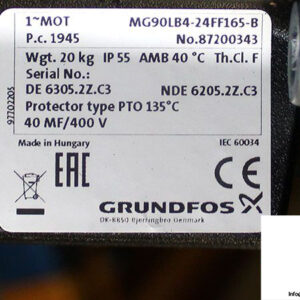 1~MOT MG90LB4-24FF165-B
P.c. 1945 No.87200343
Wgt. 20 kg IP 55 AMB 40 °C Th.Cl. F
Serial No.:
DE 6305.2Z.C3 NDE 6205.2Z.C3
Protector type PTO 135°C
40 MF/400 V
97702205
Made in Hungary IEC 60034
EAC CE
GRUNDFOS X
DK-8850 Bjerringbro Denmark